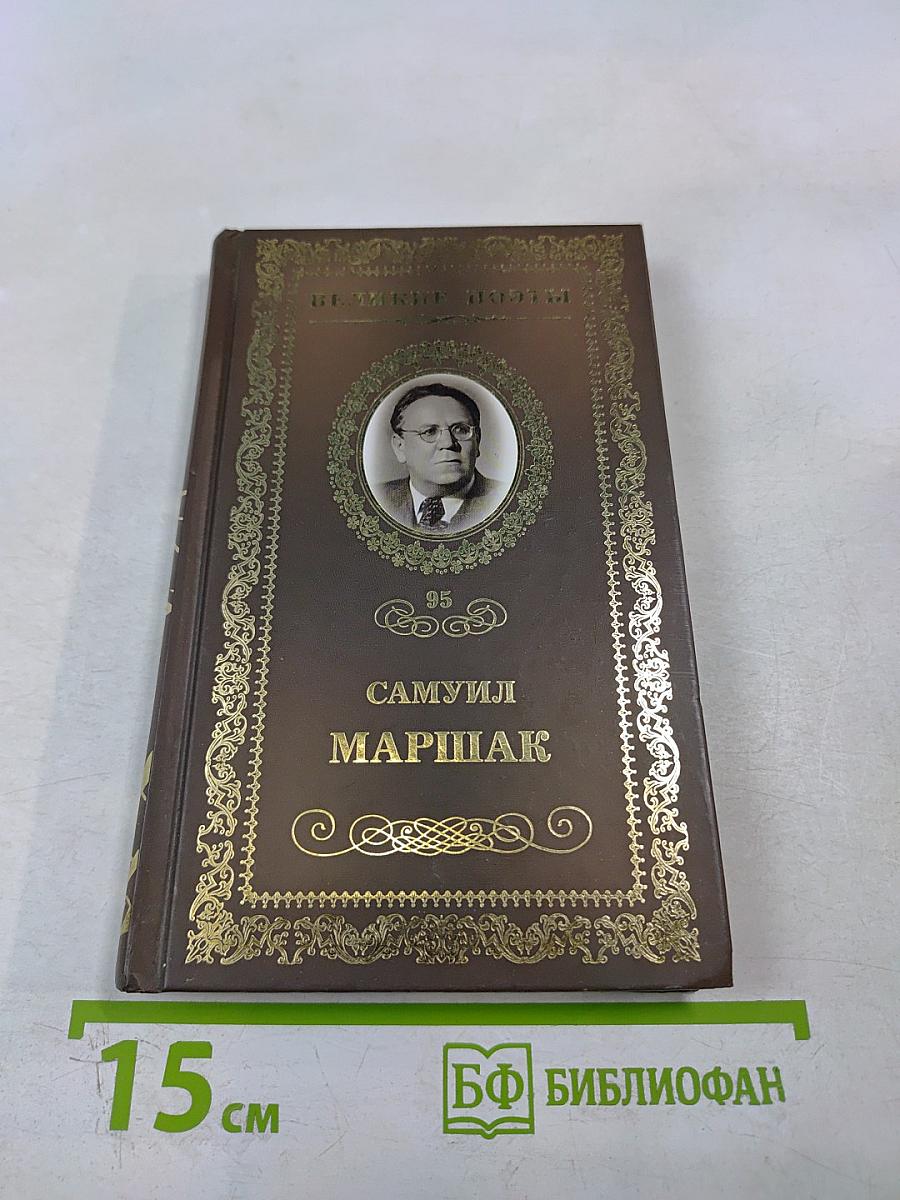 ВЕЛИКИЕ ПОЭТЫ
95
САМУИЛ
МАРШАК
15 см
БФ БИБЛИОФАН